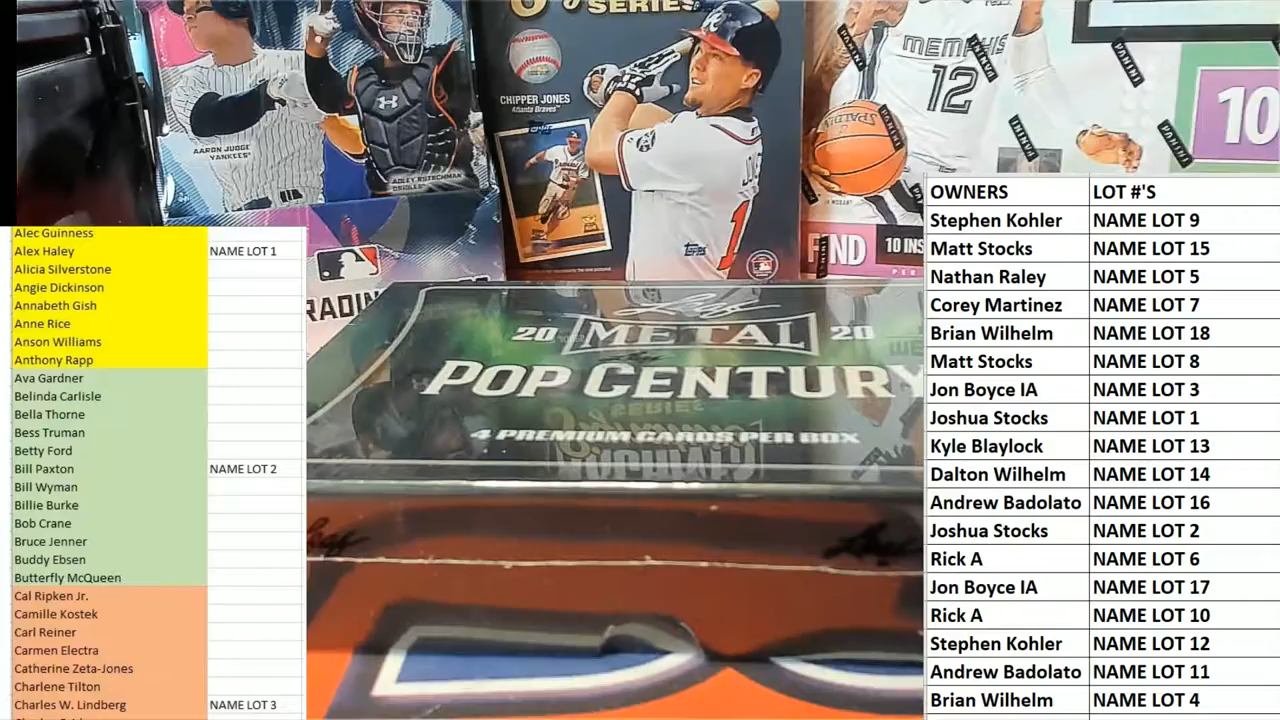 SERIES
CHIPPER JONES
Atlanta Braves
AARON JUDGE
YANKEES
ADLEY RUTSCHMAN
ORIOLES
MEMPHIS
12
PANINI
PANINI
PANINI
PANINI
PANINI
SPALDING
10
topps
10 INS
20 METAL 20
POP CENTURY
4 PREMIUM CARDS PER BOX
Alec Guinness
Alex Haley NAME LOT 1
Alicia Silverstone
Angie Dickinson
Annabeth Gish
Anne Rice
Anson Williams
Anthony Rapp
Ava Gardner
Belinda Carlisle
Bella Thorne
Bess Truman
Betty Ford
Bill Paxton NAME LOT 2
Bill Wyman
Billie Burke
Bob Crane
Bruce Jenner
Buddy Ebsen
Butterfly McQueen
Cal Ripken Jr.
Camille Kostek
Carl Reiner
Carmen Electra
Catherine Zeta-Jones
Charlene Tilton
Charles W. Lindberg NAME LOT 3
OWNERS LOT #'S
Stephen Kohler NAME LOT 9
Matt Stocks NAME LOT 15
Nathan Raley NAME LOT 5
Corey Martinez NAME LOT 7
Brian Wilhelm NAME LOT 18
Matt Stocks NAME LOT 8
Jon Boyce IA NAME LOT 3
Joshua Stocks NAME LOT 1
Kyle Blaylock NAME LOT 13
Dalton Wilhelm NAME LOT 14
Andrew Badolato NAME LOT 16
Joshua Stocks NAME LOT 2
Rick A NAME LOT 6
Jon Boyce IA NAME LOT 17
Rick A NAME LOT 10
Stephen Kohler NAME LOT 12
Andrew Badolato NAME LOT 11
Brian Wilhelm NAME LOT 4